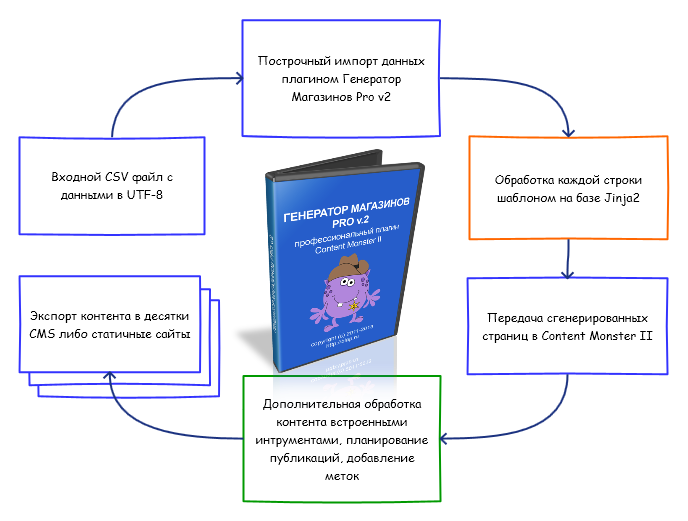 Построчный импорт данных
плагином Генератор
Магазинов Pro v2
Входной CSV файл с
данными в UTF-8
Обработка каждой строки
шаблоном на базе Jinja2
ГЕНЕРАТОР МАГАЗИНОВ
PRO v.2
профессиональный плагин
Content Monster II
Экспорт контента в десятки
CMS либо статичные сайты
Передача сгенерированных
страниц в Content Monster II
Дополнительная обработка
контента встроенными
интрументами, планирование
публикаций, добавление
меток